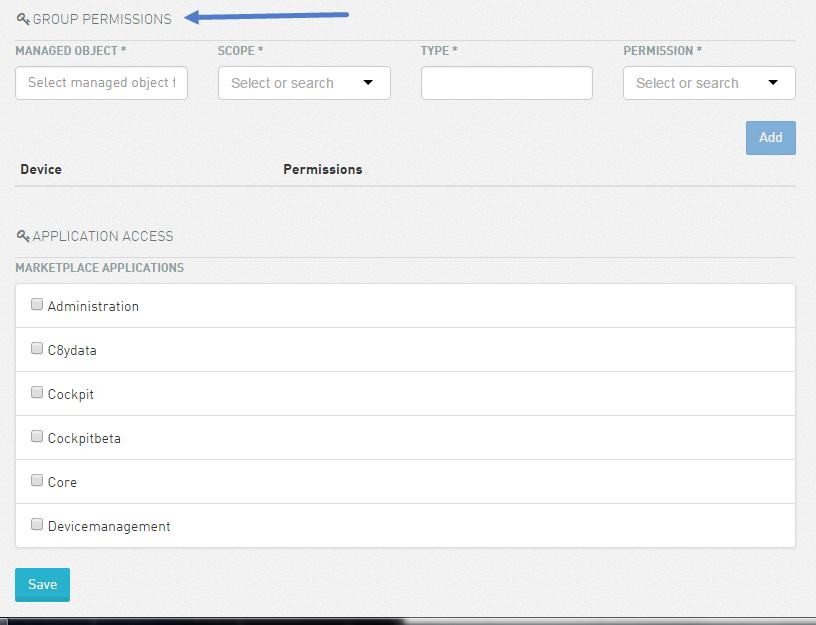 GROUP PERMISSIONS
MANAGED OBJECT * SCOPE * TYPE * PERMISSION *
Select managed object f Select or search Select or search
Add
Device Permissions
APPLICATION ACCESS
MARKETPLACE APPLICATIONS
Administration
C8ydata
Cockpit
Cockpitbeta
Core
Devicemanagement
Save